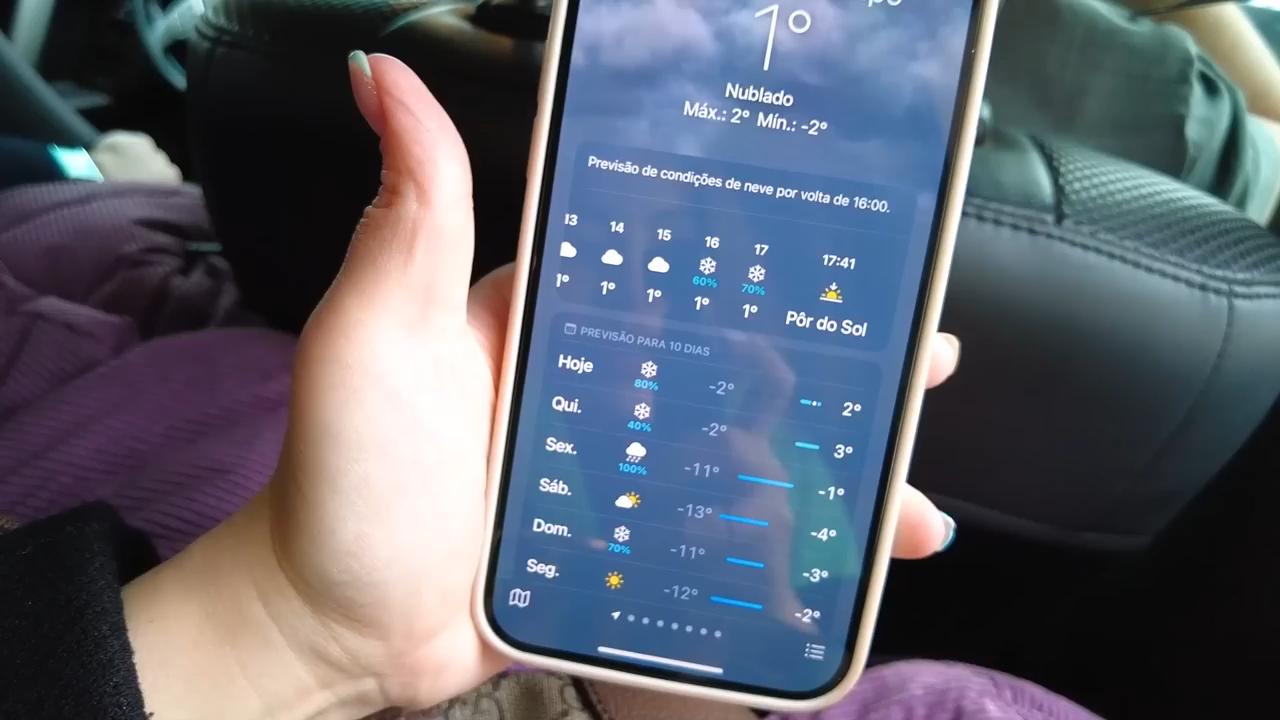 1°
Nublado
Máx.: 2° Mín.: -2°
Previsão de condições de neve por volta de 16:00.
13 14 15 16 17 17:41
60% 70%
1° 1° 1° 1° 1° Pôr do Sol
PREVISÃO PARA 10 DIAS
Hoje 80% -2° 2°
Qui. 40% -2° 3°
Sex. 100% -11° -1°
Sáb. -13° -4°
Dom. 70% -11° -3°
Seg. -12° -2°